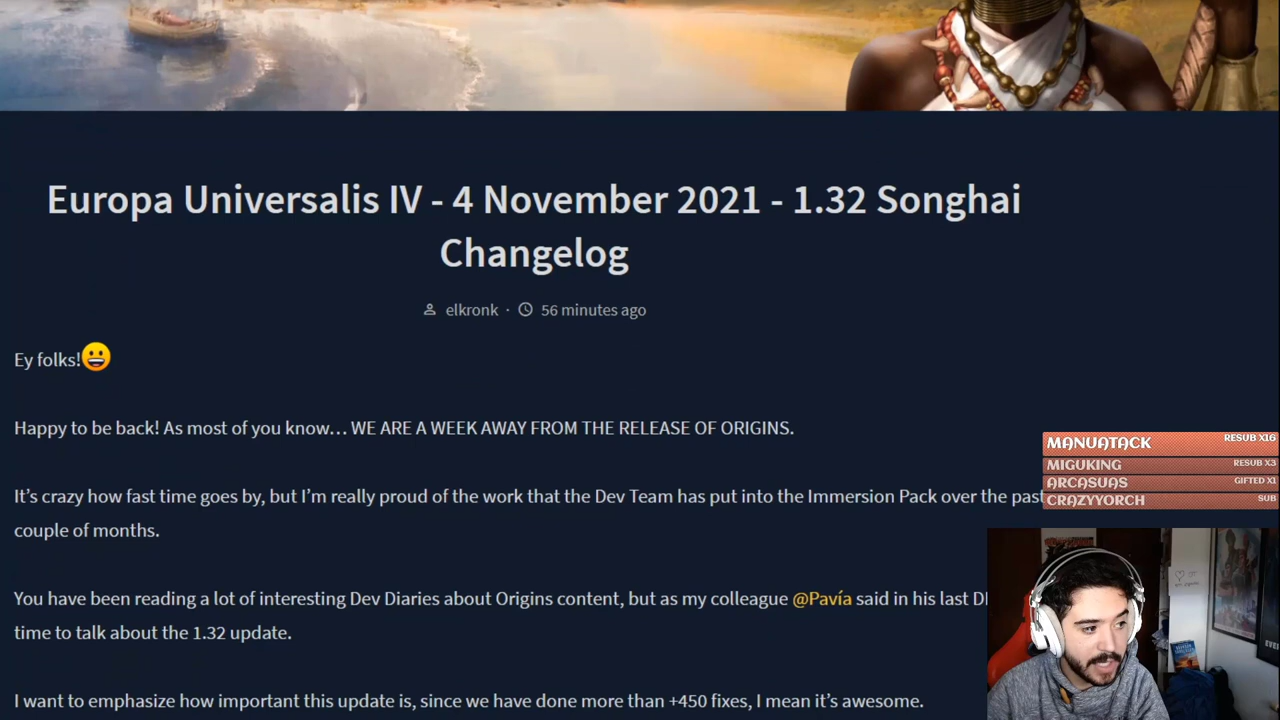 Europa Universalis IV - 4 November 2021 - 1.32 Songhai
Changelog
elkronk · 56 minutes ago
Ey folks!😀
Happy to be back! As most of you know… WE ARE A WEEK AWAY FROM THE RELEASE OF ORIGINS.
MANUATACK RESUB X16
MIGUKING RESUB X3
ARCASUAS GIFTED X1
CRAZYYORCH SUB
It’s crazy how fast time goes by, but I’m really proud of the work that the Dev Team has put into the Immersion Pack over the past
couple of months.
You have been reading a lot of interesting Dev Diaries about Origins content, but as my colleague @Pavía said in his last
time to talk about the 1.32 update.
I want to emphasize how important this update is, since we have done more than +450 fixes, I mean it’s awesome.